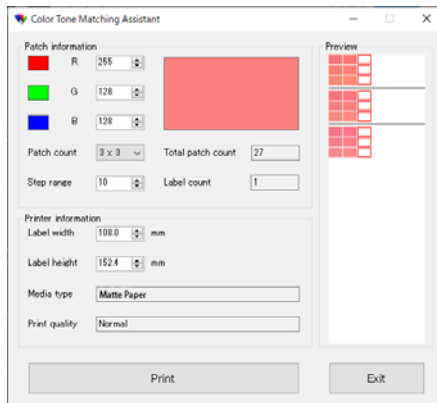 Color Tone Matching Assistant
Patch information
R 255
G 128
B 128
Patch count 3 x 3 Total patch count 27
Step range 10 Label count 1
Printer information
Label width 108.0 mm
Label height 152.4 mm
Media type Matte Paper
Print quality Normal
Preview
Print Exit